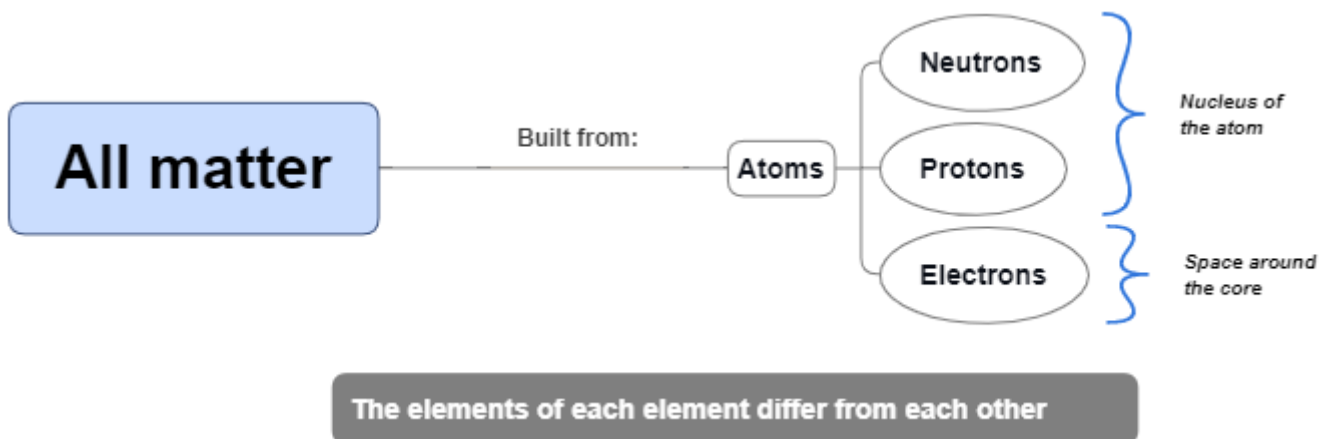 All matter
Built from:
Atoms
Neutrons
Protons
Electrons
Nucleus of
the atom
Space around
the core
The elements of each element differ from each other